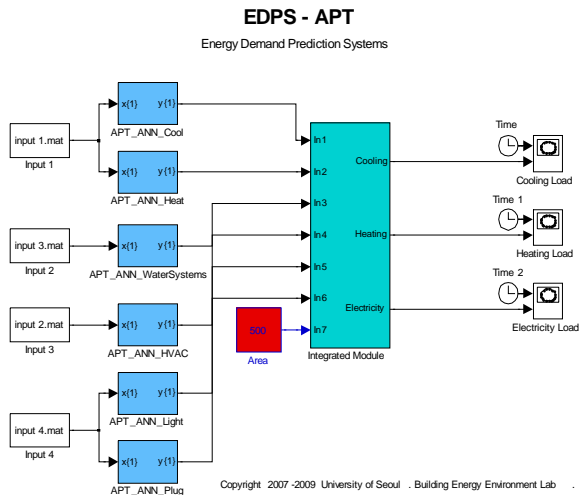 EDPS - APT
Energy Demand Prediction Systems
x{1} y{1}
APT_ANN_Cool
input 1.mat
Input 1
x{1} y{1}
APT_ANN_Heat
input 3.mat
Input 2
x{1} y{1}
APT_ANN_WaterSystems
input 2.mat
Input 3
x{1} y{1}
APT_ANN_HVAC
x{1} y{1}
APT_ANN_Light
input 4.mat
Input 4
x{1} y{1}
APT_ANN_Plug
600
Area
In1
In2
In3
In4
In5
In6
In7
Cooling
Heating
Electricity
Integrated Module
Time
Cooling Load
Time 1
Heating Load
Time 2
Electricity Load
Copyright 2007 -2009 University of Seoul . Building Energy Environment Lab .